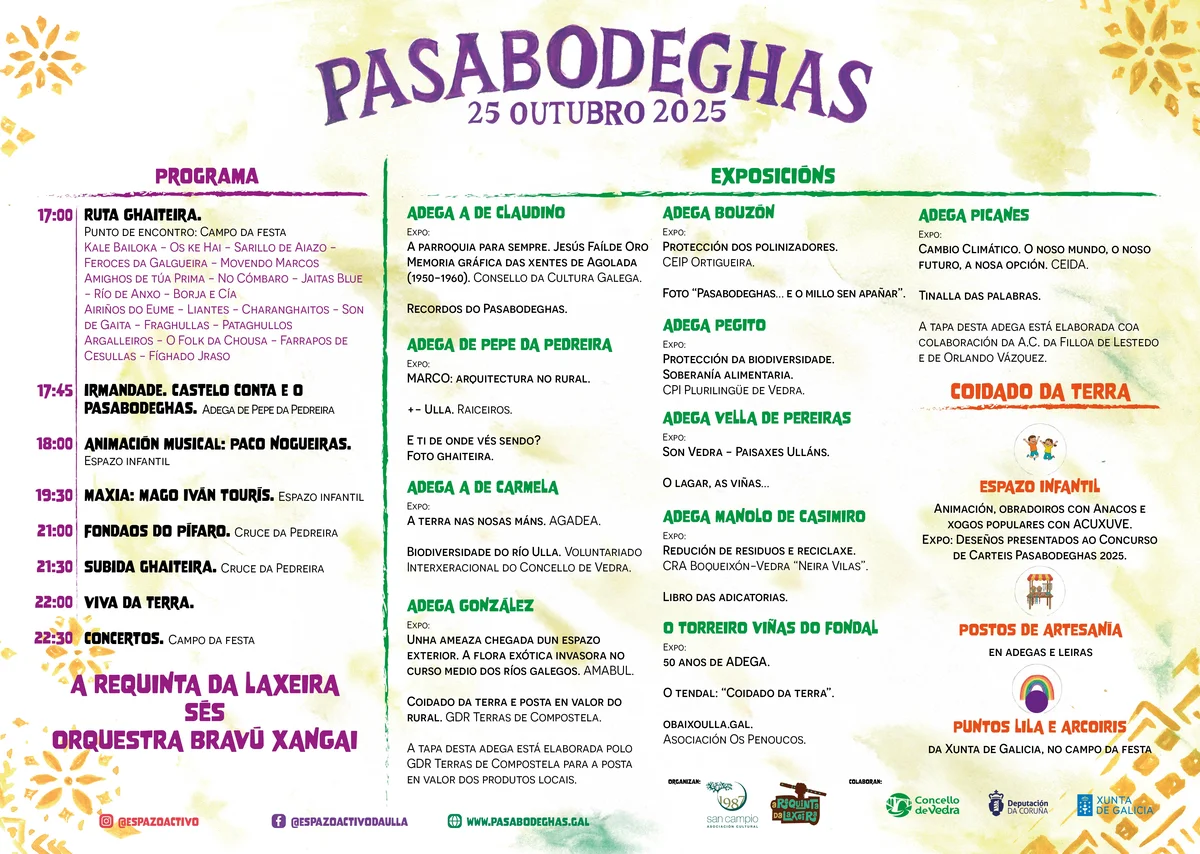 PASABODEGHAS
25 OUTUBRO 2025
PROGRAMA
17:00 RUTA GHAITEIRA.
PUNTO DE ENCONTRO: CAMPO DA FESTA
KALE BAILOKA – OS KE HAI – SARILLO DE AIAZO –
FEROCES DA GALGUEIRA – MOVENDO MARCOS
AMIGHOS DE TÚA PRIMA – NO CÓMBARO – JAITAS BLUE
– RÍO DE ANXO – BORJA E CÍA
AIRIÑOS DO EUME – LIANTES – CHARANGHAITOS – SON
DE GAITA – FRAGHULLAS – PATAGHULLOS
ARGALLEIROS – O FOLK DA CHOUSA – FARRAPOS DE
CESULLAS – FÍGHADO JRASO
17:45 IRMANDADE. CASTELO CONTA E O
PASABODEGHAS. ADEGA DE PEPE DA PEDREIRA
18:00 ANIMACIÓN MUSICAL: PACO NOGUEIRAS.
ESPAZO INFANTIL
19:30 MAXIA: MAGO IVÁN TOURÍS. ESPAZO INFANTIL
21:00 FONDAOS DO PÍFARO. CRUCE DA PEDREIRA
21:30 SUBIDA GHAITEIRA. CRUCE DA PEDREIRA
22:00 VIVA DA TERRA.
22:30 CONCERTOS. CAMPO DA FESTA
A REQUINTA DA LAXEIRA
SÉS
ORQUESTRA BRAVÚ XANGAI
EXPOSICIÓNS
ADEGA A DE CLAUDINO
EXPO:
A PARROQUIA PARA SEMPRE. JESÚS FAÍLDE ORO
MEMORIA GRÁFICA DAS XENTES DE AGOLADA
(1950-1960). CONSELLO DA CULTURA GALEGA.
RECORDOS DO PASABODEGHAS.
ADEGA DE PEPE DA PEDREIRA
EXPO:
MARCO: ARQUITECTURA NO RURAL.
+- ULLA. RAICEIROS.
E TI DE ONDE VÉS SENDO?
FOTO GHAITEIRA.
ADEGA A DE CARMELA
EXPO:
A TERRA NAS NOSAS MÁNS. AGADEA.
BIODIVERSIDADE DO RÍO ULLA. VOLUNTARIADO
INTERXERACIONAL DO CONCELLO DE VEDRA.
ADEGA GONZÁLEZ
EXPO:
UNHA AMEAZA CHEGADA DUN ESPAZO
EXTERIOR. A FLORA EXÓTICA INVASORA NO
CURSO MEDIO DOS RÍOS GALEGOS. AMABUL.
COIDADO DA TERRA E POSTA EN VALOR DO
RURAL. GDR TERRAS DE COMPOSTELA.
A TAPA DESTA ADEGA ESTÁ ELABORADA POLO
GDR TERRAS DE COMPOSTELA PARA A POSTA
EN VALOR DOS PRODUTOS LOCAIS.
ADEGA BOUZÓN
EXPO:
PROTECCIÓN DOS POLINIZADORES.
CEIP ORTIGUEIRA.
FOTO “PASABODEGHAS... E O MILLO SEN APAÑAR”.
ADEGA PEGITO
EXPO:
PROTECCIÓN DA BIODIVERSIDADE.
SOBERANÍA ALIMENTARIA.
CPI PLURILINGÜE DE VEDRA.
ADEGA VELLA DE PEREIRAS
EXPO:
SON VEDRA - PAISAXES ULLÁNS.
O LAGAR, AS VIÑAS...
ADEGA MANOLO DE CASIMIRO
EXPO:
REDUCIÓN DE RESIDUOS E RECICLAXE.
CRA BOQUEIXÓN-VEDRA “NEIRA VILAS”.
LIBRO DAS ADICATORIAS.
O TORREIRO VIÑAS DO FONDAL
EXPO:
50 ANOS DE ADEGA.
O TENDAL: “COIDADO DA TERRA”.
OBAIXOULLA.GAL.
ASOCIACIÓN OS PENOUCOS.
ADEGA PICANES
EXPO:
CAMBIO CLIMÁTICO. O NOSO MUNDO, O NOSO
FUTURO, A NOSA OPCIÓN. CEIDA.
TINALLA DAS PALABRAS.
A TAPA DESTA ADEGA ESTÁ ELABORADA COA
COLABORACIÓN DA A.C. DA FILLOA DE LESTEDO
E DE ORLANDO VÁZQUEZ.
COIDADO DA TERRA
ESPAZO INFANTIL
ANIMACIÓN, OBRADOIROS CON ANACOS E
XOGOS POPULARES CON ACUXUVE.
EXPO: DESEÑOS PRESENTADOS AO CONCURSO
DE CARTEIS PASABODEGHAS 2025.
POSTOS DE ARTESANÍA
EN ADEGAS E LEIRAS
PUNTOS LILA E ARCOIRIS
DA XUNTA DE GALICIA, NO CAMPO DA FESTA
@ESPAZOACTIVO
@ESPAZOACTIVODAULLA
WWW.PASABODEGHAS.GAL
ORGANIZAN:
1987
san campio
ASOCIACIÓN CULTURAL
A REQUINTA
DA LAXEIRA
COLABORAN:
Concello
de Vedra
Deputación
DA CORUÑA
XUNTA
DE GALICIA